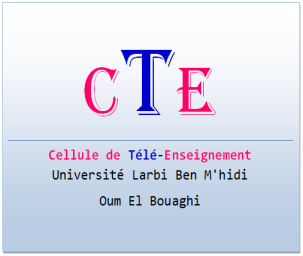 CTE
Cellule de Télé-Enseignement
Université Larbi Ben M'hidi
Oum El Bouaghi